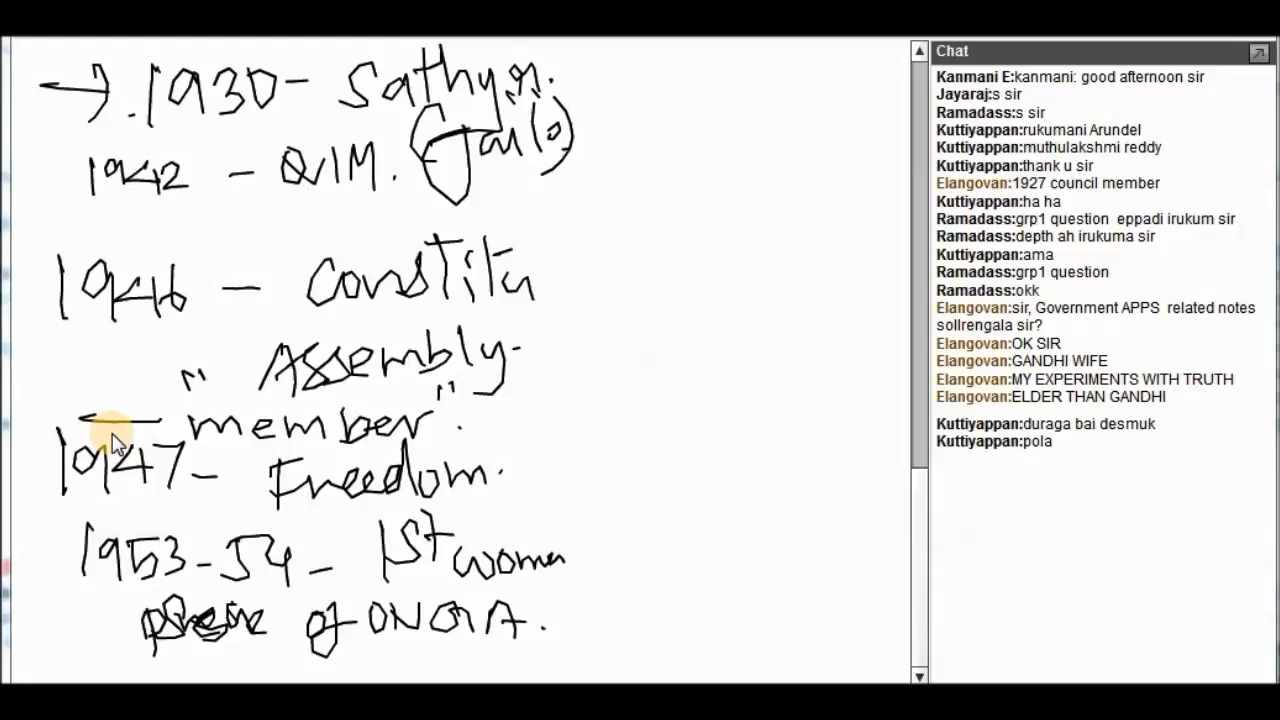 → .1930 - Sathya.
(Jail)
1942 - QIM.
1946 - Constitu
" Assembly -
member " .
1947 - Freedom.
1953-54 - 1st woman
of UNGA.
Chat
Kanmani E:kanmani: good afternoon sir
Jayaraj:s sir
Ramadass:s sir
Kuttiyappan:rukumani Arundel
Kuttiyappan:muthulakshmi reddy
Kuttiyappan:thank u sir
Elangovan:1927 council member
Kuttiyappan:ha ha
Ramadass:grp1 question eppadi irukum sir
Ramadass:depth ah irukuma sir
Kuttiyappan:ama
Ramadass:grp1 question
Ramadass:okk
Elangovan:sir, Government APPS related notes
sollrengala sir?
Elangovan:OK SIR
Elangovan:GANDHI WIFE
Elangovan:MY EXPERIMENTS WITH TRUTH
Elangovan:ELDER THAN GANDHI
Kuttiyappan:duraga bai desmuk
Kuttiyappan:pola